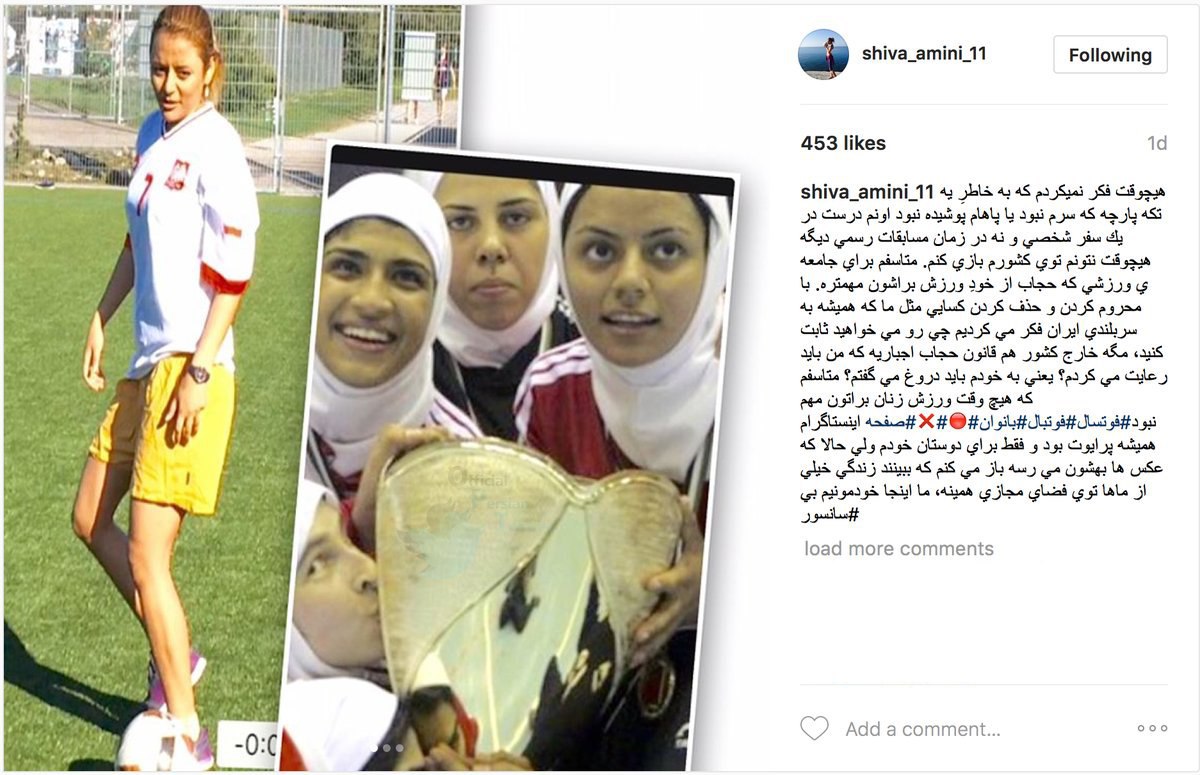 shiva_amini_11
Following
453 likes
1d
shiva_amini_11 هيچوقت فكر نميكردم كه به خاطرِ يه
تكه پارچه كه سرم نبود يا پاهام پوشيده نبود اونم درست در
يك سفر شخصي و نه در زمان مسابقات رسمي ديگه
هيچوقت نتونم توي كشورم بازي كنم. متاسفم براي جامعه
ي ورزشي كه حجاب از خودِ ورزش براشون مهمتره. با
محروم كردن و حذف كردن كسايي مثل ما كه هميشه به
سربلندي ايران فكر مي كرديم چي رو مي خواهيد ثابت
كنيد، مگه خارج كشور هم قانون حجاب اجباريه كه من بايد
رعايت مي كردم؟ يعني به خودم بايد دروغ مي گفتم؟ متاسفم
كه هيچ وقت ورزش زنان براتون مهم
نبود#فوتسال#فوتبال#بانوان#🔴#❌#صفحه اينستاگرام
هميشه پرايوت بود و فقط براي دوستان خودم ولي حالا كه
عكس ها بهشون مي رسه باز مي كنم كه ببينند زندگي خيلي
از ماها توي فضاي مجازي همينه، ما اينجا خودمونيم بي
#سانسور
load more comments
7
Official
Persian
-0:0
Add a comment...